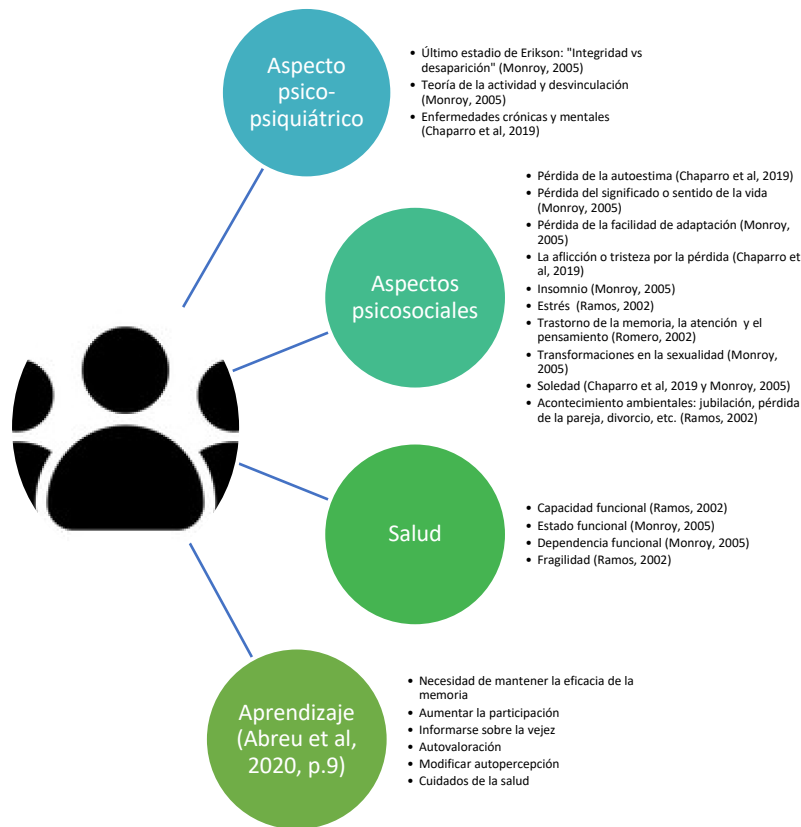 Aspecto
psico-
psiquiátrico
• Último estadio de Erikson: "Integridad vs
desaparición" (Monroy, 2005)
• Teoría de la actividad y desvinculación
(Monroy, 2005)
• Enfermedades crónicas y mentales
(Chaparro et al, 2019)
Aspectos
psicosociales
• Pérdida de la autoestima (Chaparro et al, 2019)
• Pérdida del significado o sentido de la vida
(Monroy, 2005)
• Pérdida de la facilidad de adaptación (Monroy,
2005)
• La aflicción o tristeza por la pérdida (Chaparro et
al, 2019)
• Insomnio (Monroy, 2005)
• Estrés (Ramos, 2002)
• Trastorno de la memoria, la atención y el
pensamiento (Romero, 2002)
• Transformaciones en la sexualidad (Monroy,
2005)
• Soledad (Chaparro et al, 2019 y Monroy, 2005)
• Acontecimiento ambientales: jubilación, pérdida
de la pareja, divorcio, etc. (Ramos, 2002)
Salud
• Capacidad funcional (Ramos, 2002)
• Estado funcional (Monroy, 2005)
• Dependencia funcional (Monroy, 2005)
• Fragilidad (Ramos, 2002)
Aprendizaje
(Abreu et al,
2020, p.9)
• Necesidad de mantener la eficacia de la
memoria
• Aumentar la participación
• Informarse sobre la vejez
• Autovaloración
• Modificar autopercepción
• Cuidados de la salud